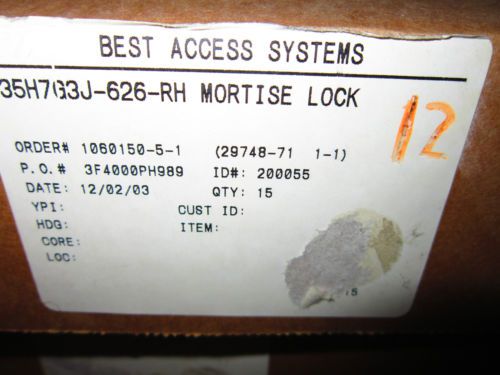 BEST ACCESS SYSTEMS
35H7G3J-626-RH MORTISE LOCK
12
ORDER# 1060150-5-1 (29748-71 1-1)
P.O.# 3F4000PH989 ID#: 200055
DATE: 12/02/03 QTY: 15
YPI: CUST ID:
HDG: ITEM:
CORE:
LOC: